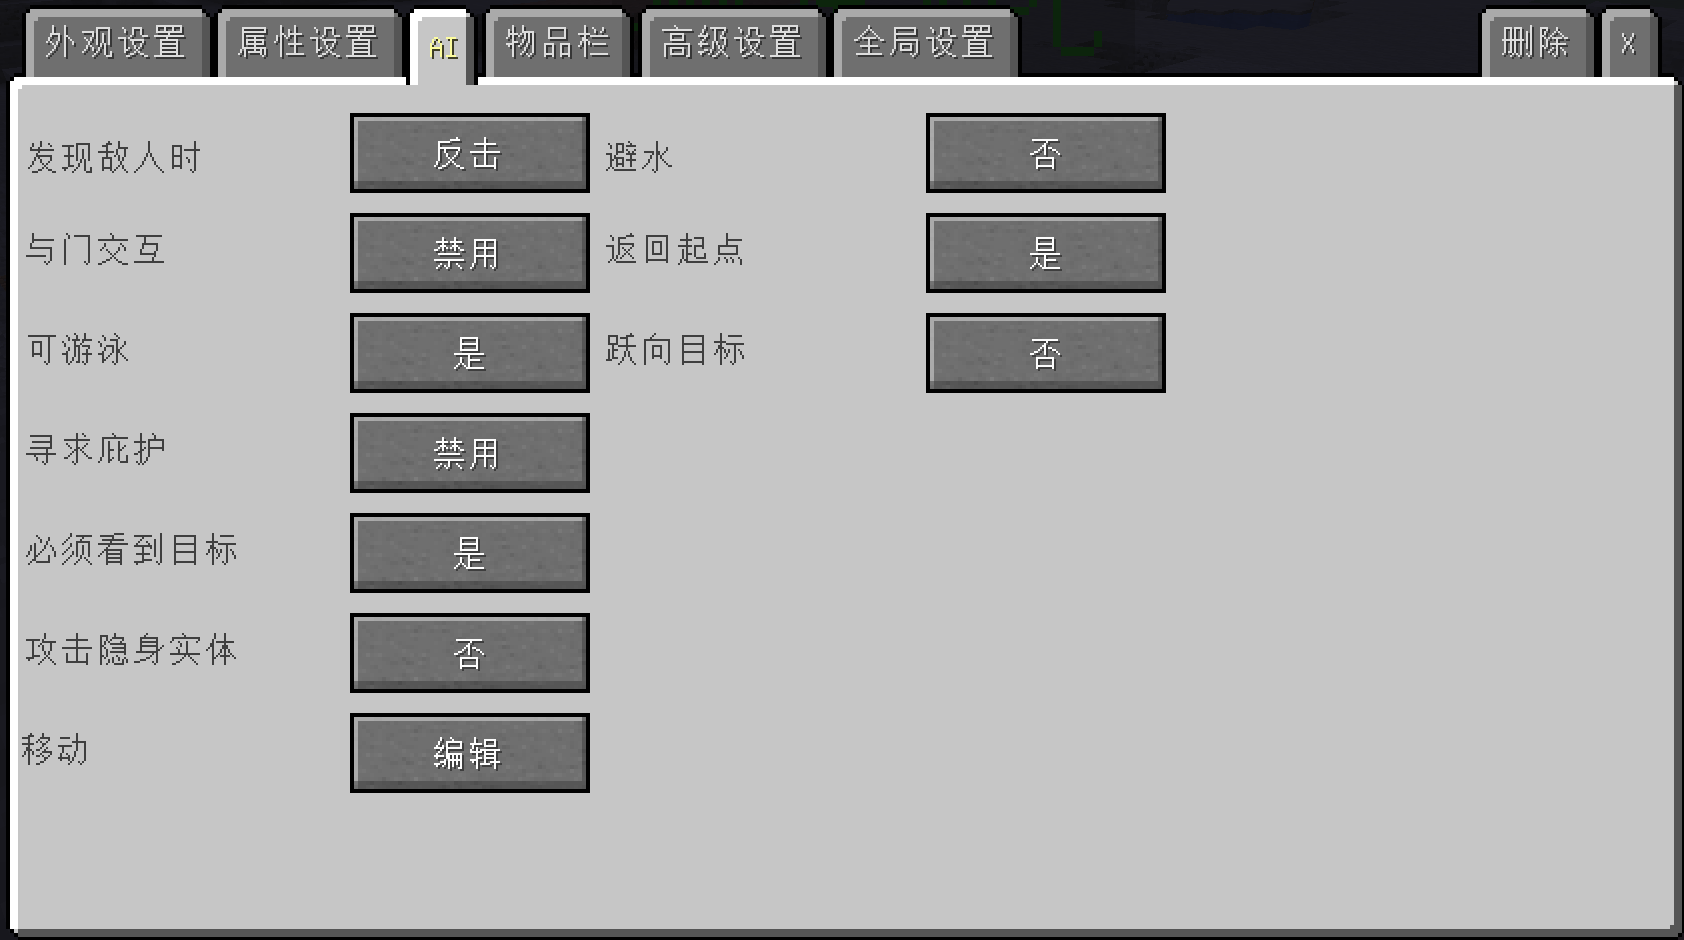 外观设置 属性设置 AI 物品栏 高级设置 全局设置 删除 X
发现敌人时 反击 避水 否
与门交互 禁用 返回起点 是
可游泳 是 跃向目标 否
寻求庇护 禁用
必须看到目标 是
攻击隐身实体 否
移动 编辑